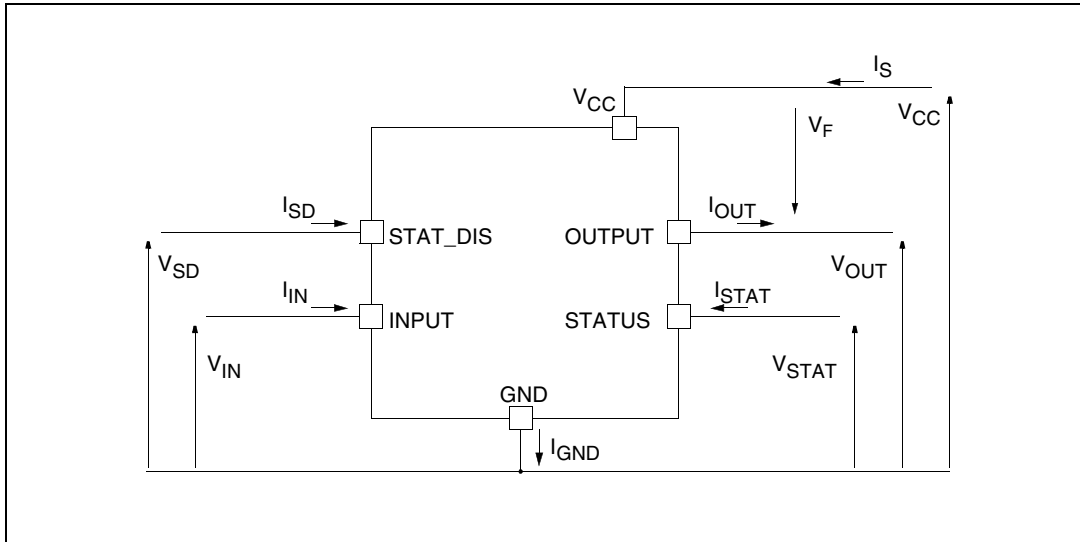 I_S
V_CC
V_CC
V_F
I_SD
I_OUT
STAT_DIS
OUTPUT
V_SD
V_OUT
I_IN
I_STAT
INPUT
STATUS
V_IN
V_STAT
GND
I_GND